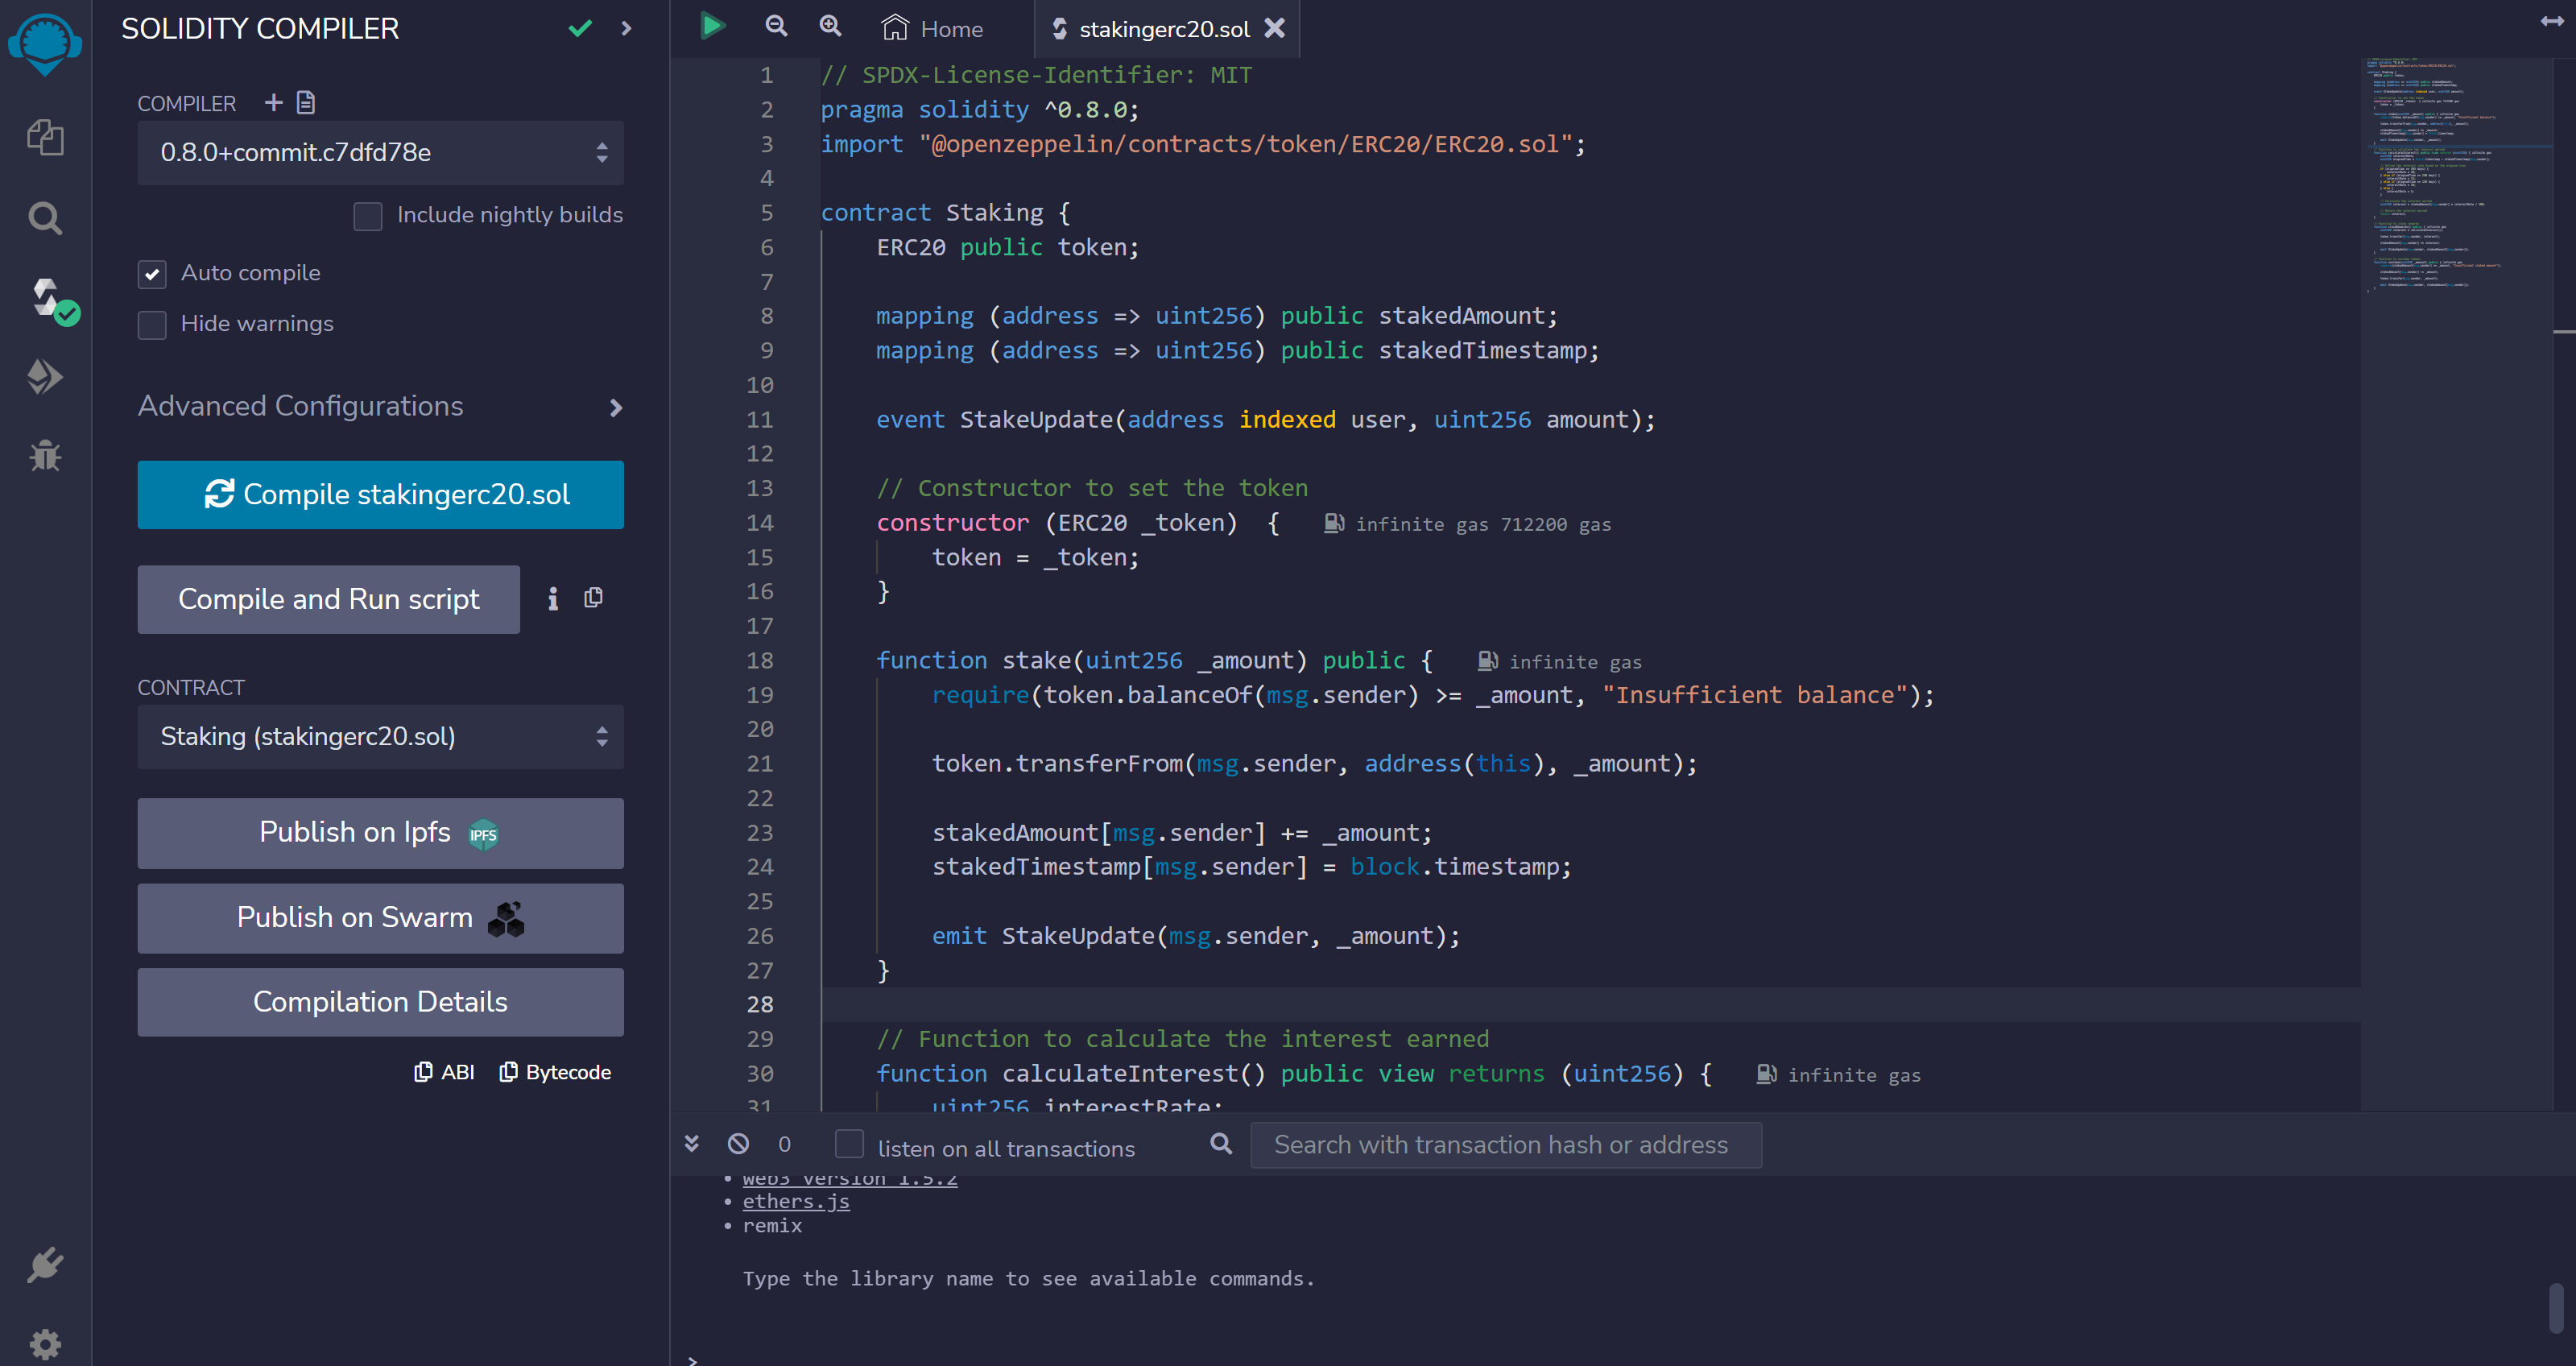 SOLIDITY COMPILER
COMPILER
0.8.0+commit.c7dfd78e
Include nightly builds
Auto compile
Hide warnings
Advanced Configurations
Compile stakingerc20.sol
Compile and Run script
CONTRACT
Staking (stakingerc20.sol)
Publish on Ipfs IPFS
Publish on Swarm
Compilation Details
ABI Bytecode
Home stakingerc20.sol
1 // SPDX-License-Identifier: MIT
2 pragma solidity ^0.8.0;
3 import "@openzeppelin/contracts/token/ERC20/ERC20.sol";
4
5 contract Staking {
6 ERC20 public token;
7
8 mapping (address => uint256) public stakedAmount;
9 mapping (address => uint256) public stakedTimestamp;
10
11 event StakeUpdate(address indexed user, uint256 amount);
12
13 // Constructor to set the token
14 constructor (ERC20 _token) { infinite gas 712200 gas
15 token = _token;
16 }
17
18 function stake(uint256 _amount) public { infinite gas
19 require(token.balanceOf(msg.sender) >= _amount, "Insufficient balance");
20
21 token.transferFrom(msg.sender, address(this), _amount);
22
23 stakedAmount[msg.sender] += _amount;
24 stakedTimestamp[msg.sender] = block.timestamp;
25
26 emit StakeUpdate(msg.sender, _amount);
27 }
28
29 // Function to calculate the interest earned
30 function calculateInterest() public view returns (uint256) { infinite gas
31 uint256 interestRate;
0 listen on all transactions Search with transaction hash or address
• web3 version 1.5.2
• ethers.js
• remix
Type the library name to see available commands.
>